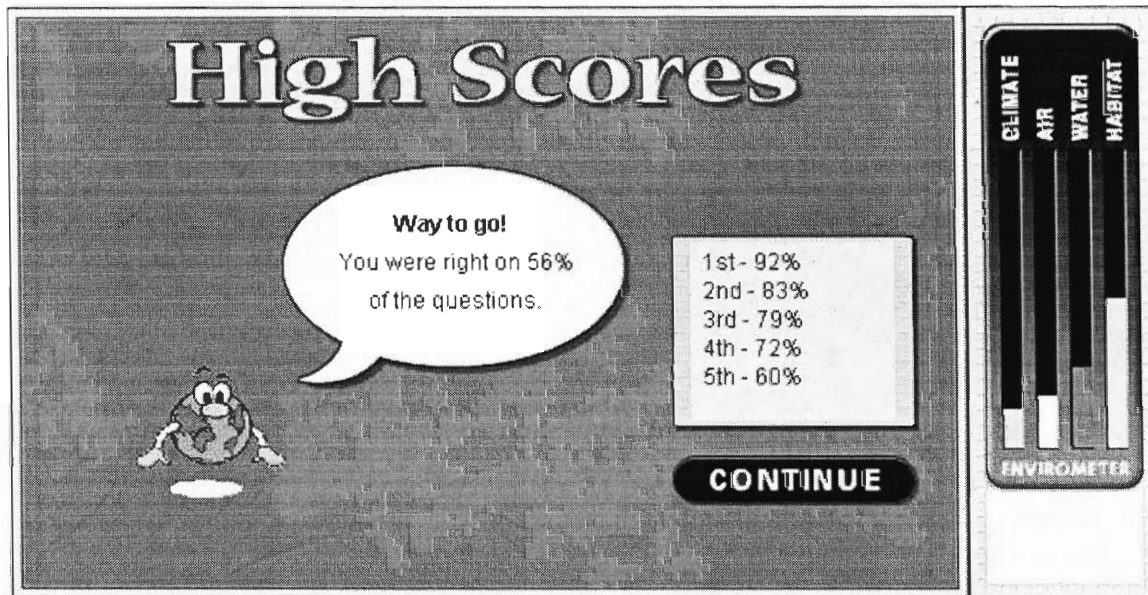 High Scores
Way to go!
You were right on 56%
of the questions.
1st - 92%
2nd - 83%
3rd - 79%
4th - 72%
5th - 60%
CONTINUE
CLIMATE
AIR
WATER
HABITAT
ENVIROMETER